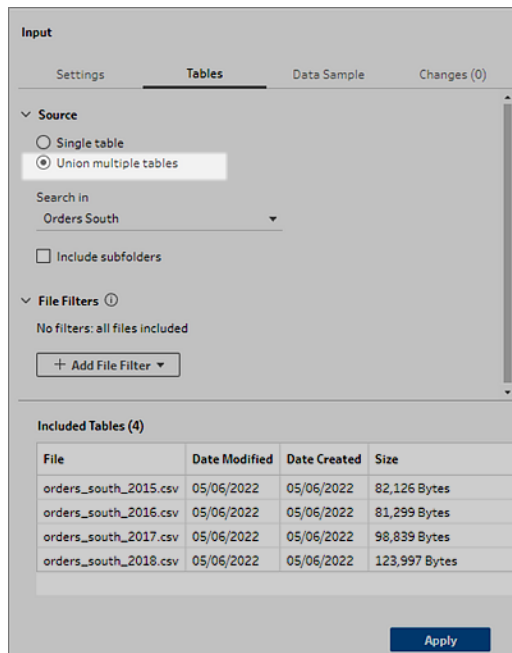 Input
Settings Tables Data Sample Changes (0)
Source
Single table
Union multiple tables
Search in
Orders South
Include subfolders
File Filters
No filters: all files included
+ Add File Filter
Included Tables (4)
File Date Modified Date Created Size
orders_south_2015.csv 05/06/2022 05/06/2022 82,126 Bytes
orders_south_2016.csv 05/06/2022 05/06/2022 81,299 Bytes
orders_south_2017.csv 05/06/2022 05/06/2022 98,839 Bytes
orders_south_2018.csv 05/06/2022 05/06/2022 123,997 Bytes
Apply